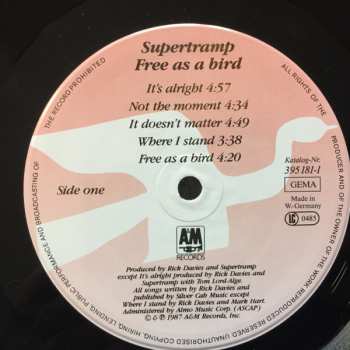 Supertramp
Free as a bird
It's alright 4:57
Not the moment 4:34
It doesn't matter 4:49
Where I stand 3:38
Free as a bird 4:20
Side one
Katalog-Nr.
395 181-1
GEMA
Made in
W.-Germany
LC 0485
A&M
RECORDS
Produced by Rick Davies and Supertramp
except It's alright produced by Rick Davies and
Supertramp with Tom Lord-Alge.
All songs written by Rick Davies and
published by Silver Cab Music except
Where I stand by Rick Davies and Mark Hart.
Administered by Almo Music Corp. (ASCAP)
© ℗ 1987 A&M Records, Inc.
ALL RIGHTS OF THE
PRODUCER AND OF THE OWNER OF THE WORK REPRODUCED
RESERVED. UNAUTHORISED COPYING, HIRING, LENDING, PUBLIC PERFORMANCE AND BROADCASTING OF
THE RECORD PROHIBITED